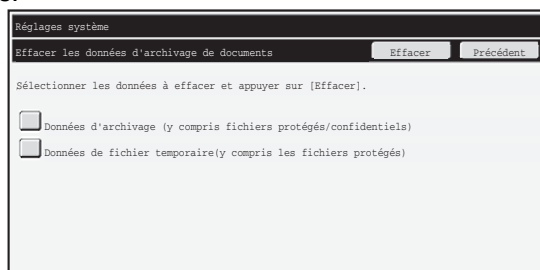 Réglages système
Effacer les données d'archivage de documents Effacer Précédent
Sélectionner les données à effacer et appuyer sur [Effacer].
Données d'archivage (y compris fichiers protégés/confidentiels)
Données de fichier temporaire(y compris les fichiers protégés)